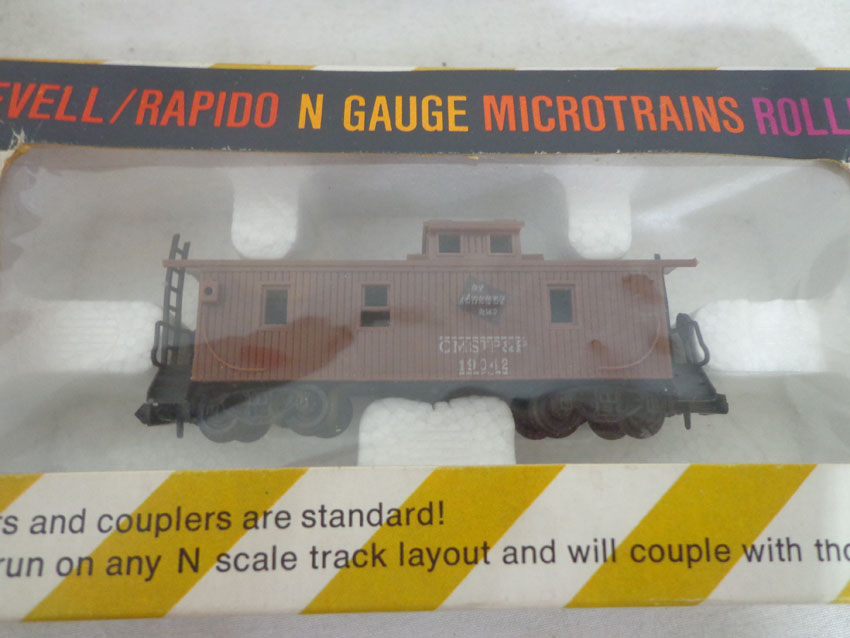 EVELL/RAPIDO N GAUGE MICROTRAINS ROLL
CMSTP&P
rs and couplers are standard!
run on any N scale track layout and will couple with tho